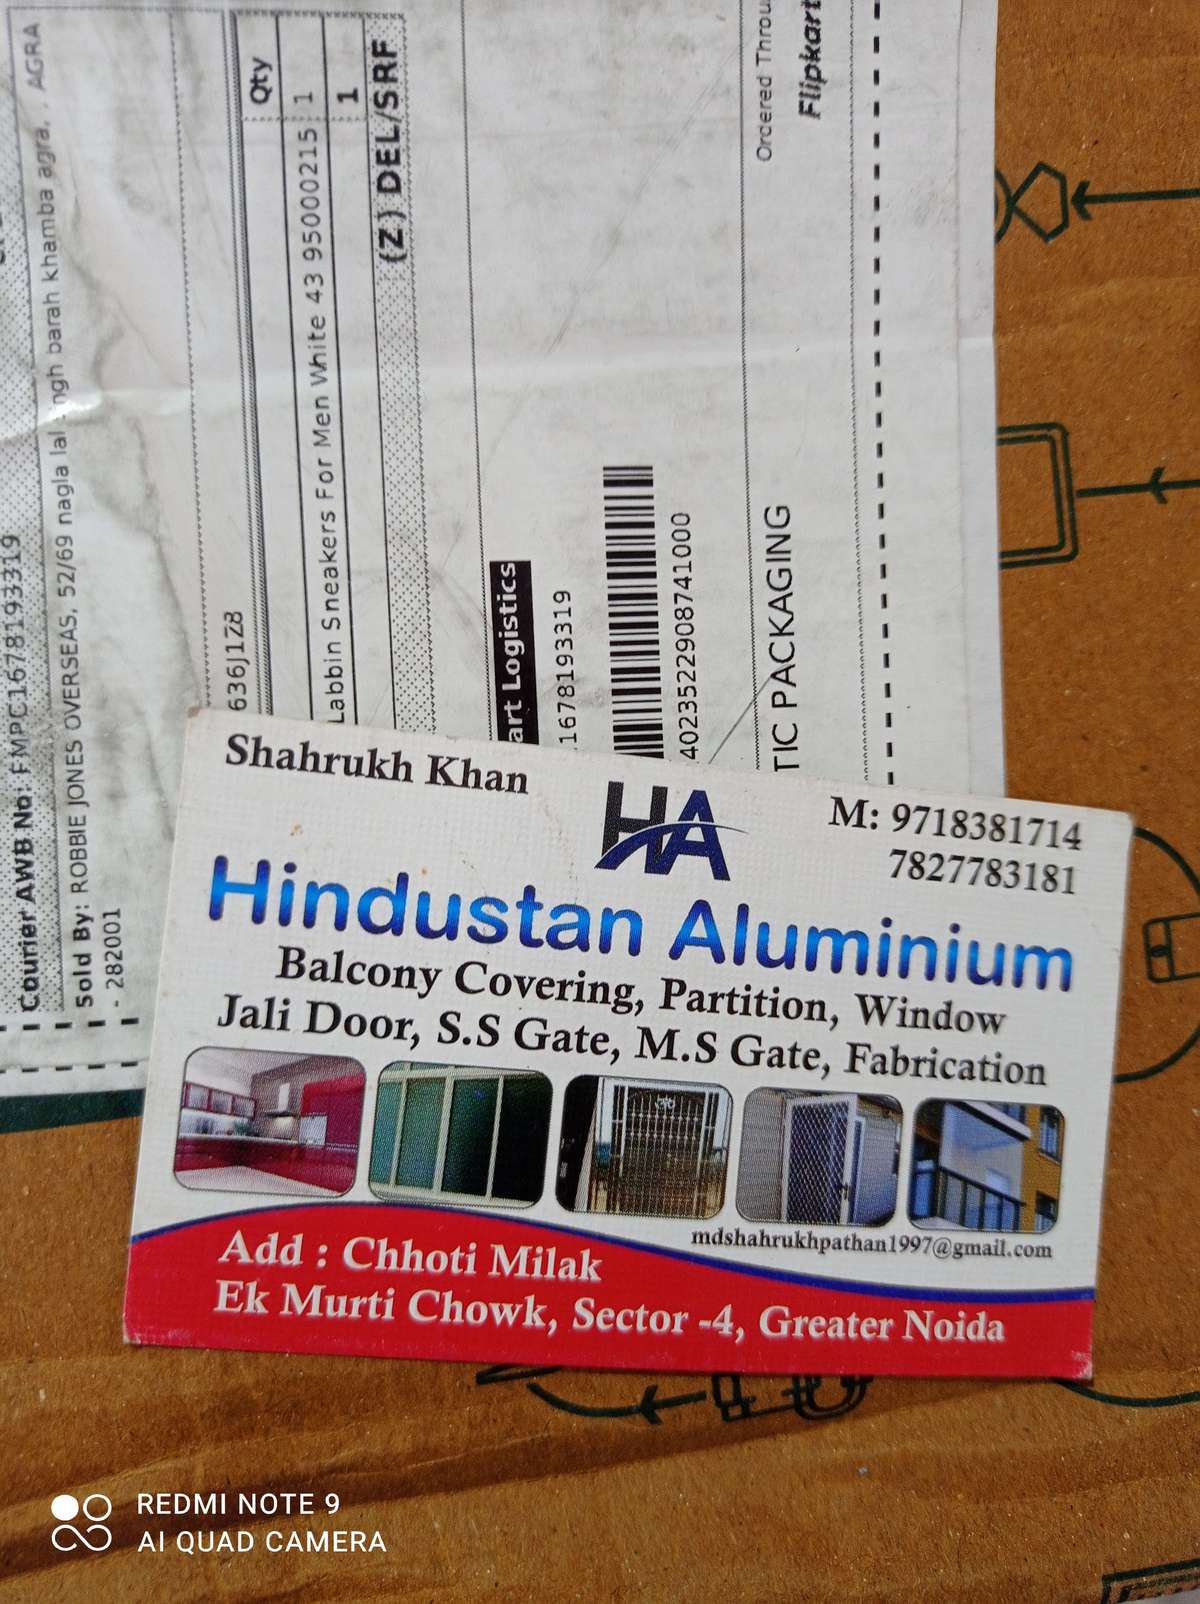 Courier AWB No: FMPC1678193319
Sold By: ROBBIE JONES OVERSEAS, 52/69 nagla lal barah khamba agra, , AGRA
- 282001
636J1Z8
Qty
Labbin Sneakers For Men White 43 95000215 1
1
(Z) DEL/SRF
art Logistics
1678193319
4023522908741000
TIC PACKAGING
Ordered Throu
Flipkart
Shahrukh Khan
HA
M: 9718381714
7827783181
Hindustan Aluminium
Balcony Covering, Partition, Window
Jali Door, S.S Gate, M.S Gate, Fabrication
mdshahrukhpathan1997@gmail.com
Add : Chhoti Milak
Ek Murti Chowk, Sector -4, Greater Noida
REDMI NOTE 9
AI QUAD CAMERA